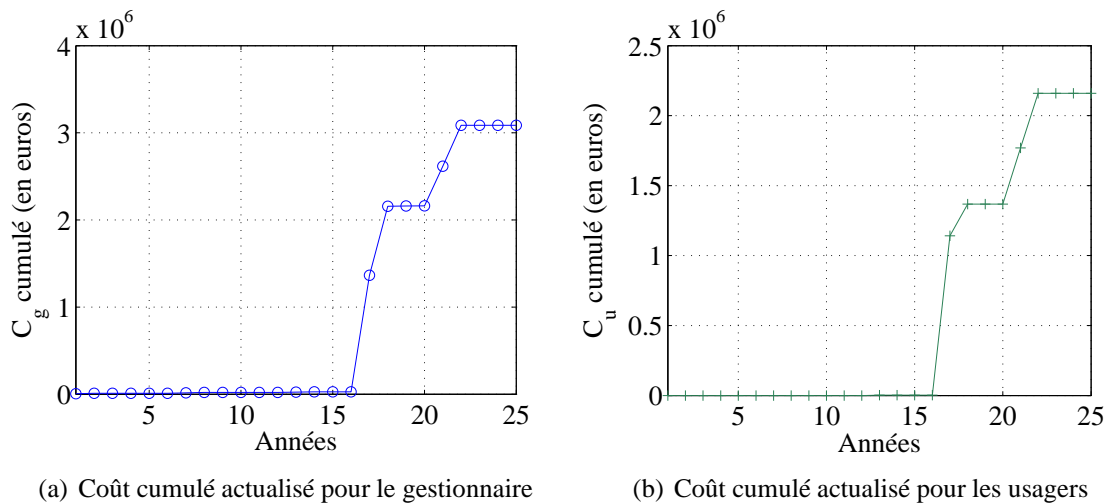 x 10^6
4
3
2
1
0
C_g cumulé (en euros)
5 10 15 20 25
Années
(a) Coût cumulé actualisé pour le gestionnaire
x 10^6
2.5
2
1.5
1
0.5
0
C_u cumulé (en euros)
5 10 15 20 25
Années
(b) Coût cumulé actualisé pour les usagers